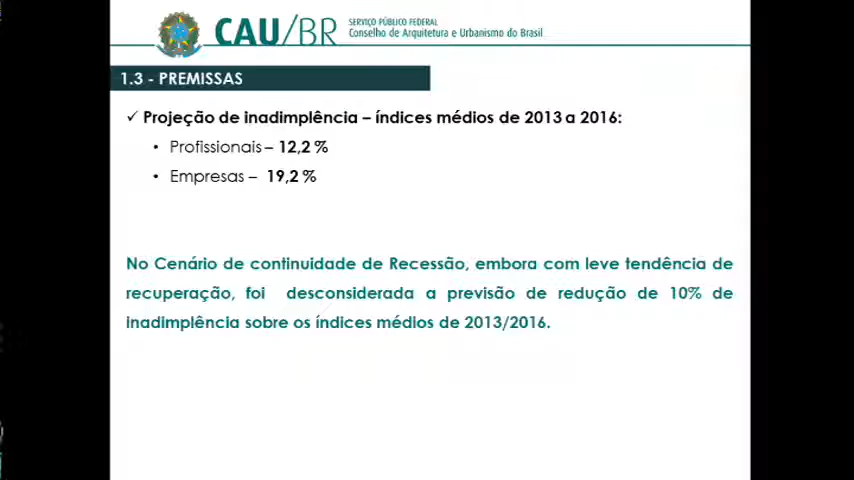 CAU/BR
SERVIÇO PÚBLICO FEDERAL
Conselho de Arquitetura e Urbanismo do Brasil
1.3 - PREMISSAS
✓ Projeção de inadimplência – índices médios de 2013 a 2016:
• Profissionais – 12,2 %
• Empresas – 19,2 %
No Cenário de continuidade de Recessão, embora com leve tendência de
recuperação, foi desconsiderada a previsão de redução de 10% de
inadimplência sobre os índices médios de 2013/2016.